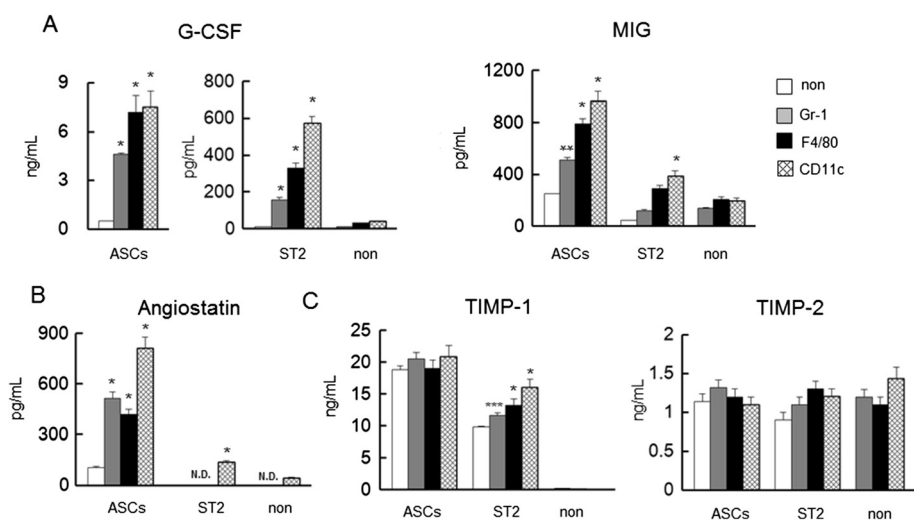 A
G-CSF
MIG
9
6
3
0
ng/mL
ASCs
*
*
*
800
600
400
200
0
pg/mL
ST2
non
*
*
*
1200
800
400
0
pg/mL
ASCs
ST2
non
**
*
*
*
non
Gr-1
F4/80
CD11c
B
Angiostatin
900
600
300
0
pg/mL
ASCs
ST2
non
*
*
*
N.D.
*
N.D.
C
TIMP-1
25
20
15
10
5
0
ng/mL
ASCs
ST2
non
***
*
*
TIMP-2
2
1.5
1
0.5
0
ng/mL
ASCs
ST2
non